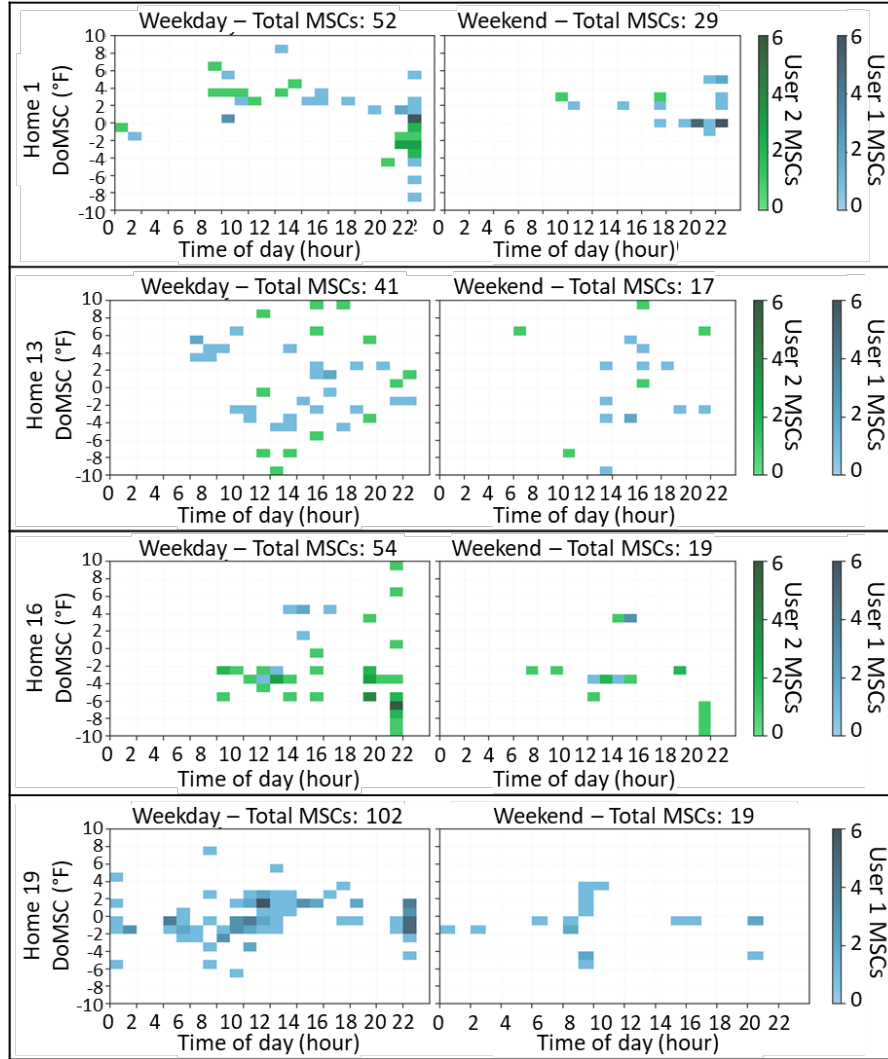 Weekday – Total MSCs: 52
Weekend – Total MSCs: 29
Home 1
DoMSC (°F)
10
8
6
4
2
0
-2
-4
-6
-8
-10
0 2 4 6 8 10 12 14 16 18 20 22
0 2 4 6 8 10 12 14 16 18 20 22
Time of day (hour)
Time of day (hour)
6
4
2
0
User 2 MSCs
6
4
2
0
User 1 MSCs
Weekday – Total MSCs: 41
Weekend – Total MSCs: 17
Home 13
DoMSC (°F)
10
8
6
4
2
0
-2
-4
-6
-8
-10
0 2 4 6 8 10 12 14 16 18 20 22
0 2 4 6 8 10 12 14 16 18 20 22
Time of day (hour)
Time of day (hour)
6
4
2
0
User 2 MSCs
6
4
2
0
User 1 MSCs
Weekday – Total MSCs: 54
Weekend – Total MSCs: 19
Home 16
DoMSC (°F)
10
8
6
4
2
0
-2
-4
-6
-8
-10
0 2 4 6 8 10 12 14 16 18 20 22
0 2 4 6 8 10 12 14 16 18 20 22
Time of day (hour)
Time of day (hour)
6
4
2
0
User 2 MSCs
6
4
2
0
User 1 MSCs
Weekday – Total MSCs: 102
Weekend – Total MSCs: 19
Home 19
DoMSC (°F)
10
8
6
4
2
0
-2
-4
-6
-8
-10
0 2 4 6 8 10 12 14 16 18 20 22
0 2 4 6 8 10 12 14 16 18 20 22
Time of day (hour)
Time of day (hour)
6
4
2
0
User 1 MSCs